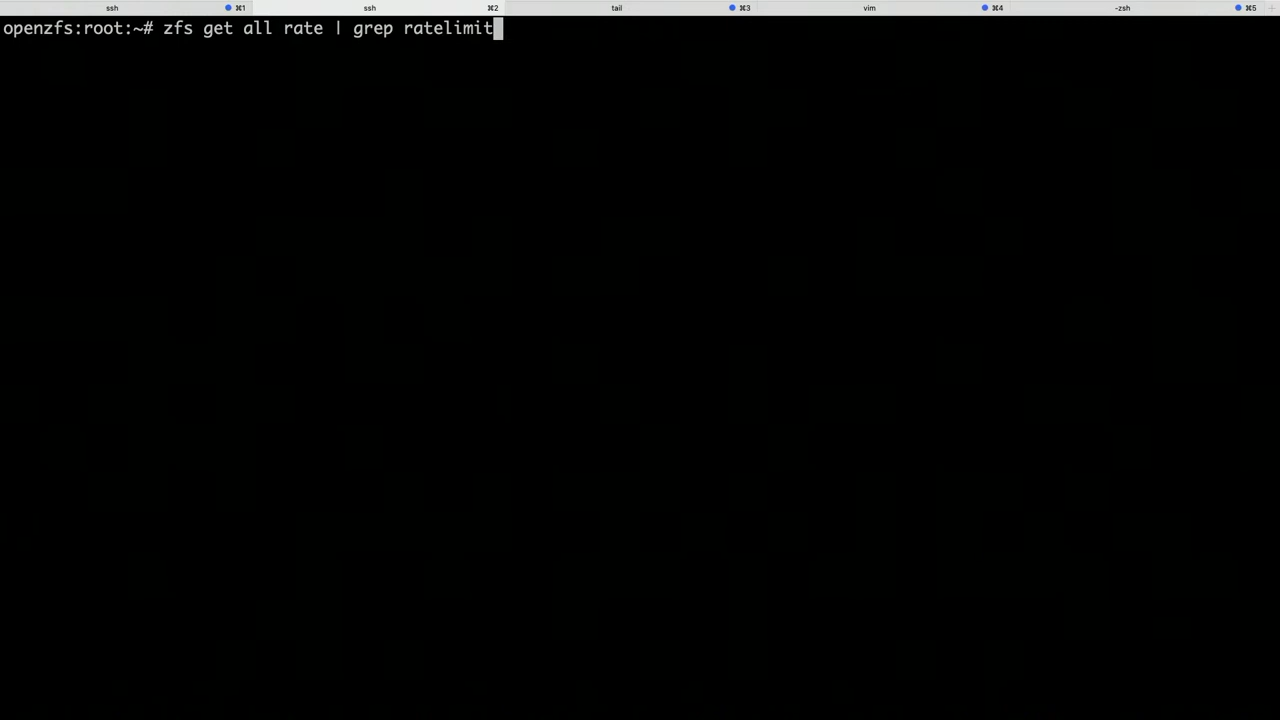 ssh ⌘1 ssh ⌘2 tail ⌘3 vim ⌘4 -zsh ⌘5 +
openzfs:root:~# zfs get all rate | grep ratelimit